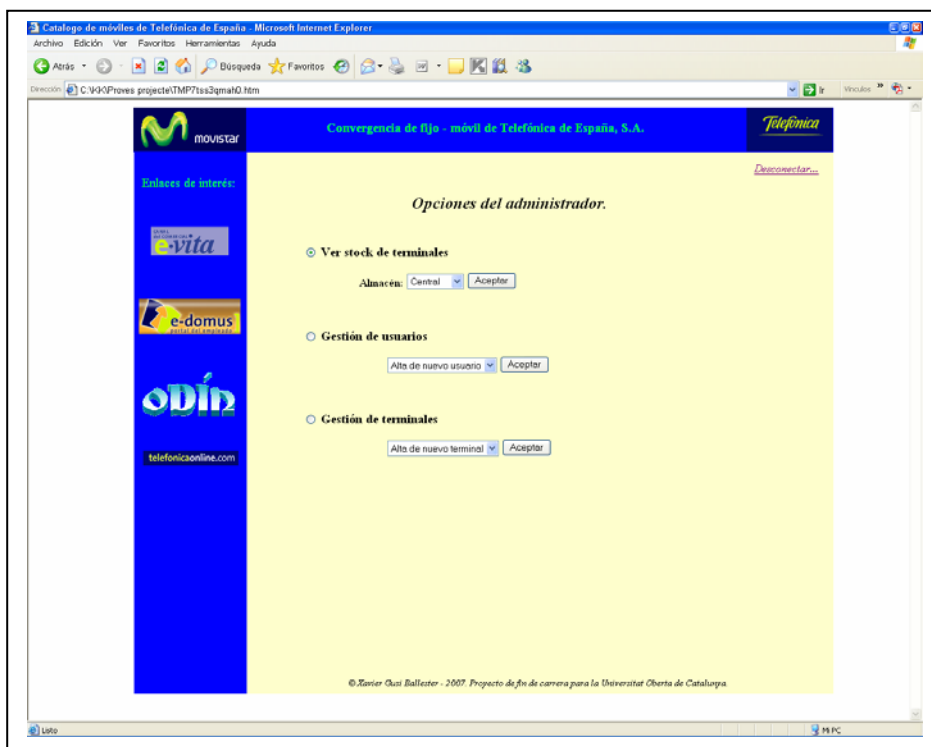 Catalogo de móviles de Telefónica de España - Microsoft Internet Explorer
Archivo Edición Ver Favoritos Herramientas Ayuda
Atrás Búsqueda Favoritos
Dirección C:\KK\Proves projecte\TMP7tss3qmah0.htm Ir Vínculos »
movistar
Convergencia de fijo - móvil de Telefónica de España, S.A.
Telefónica
Desconectar...
Enlaces de interés:
Opciones del administrador.
e-vita
Ver stock de terminales
Almacén: Central Aceptar
e-domus
portal del empleado
Gestión de usuarios
Alta de nuevo usuario Aceptar
ODÍN
Gestión de terminales
Alta de nuevo terminal Aceptar
telefonicaonline.com
© Xavier Gusi Ballester - 2007. Proyecto de fin de carrera para la Universitat Oberta de Catalunya.
Listo Mi PC